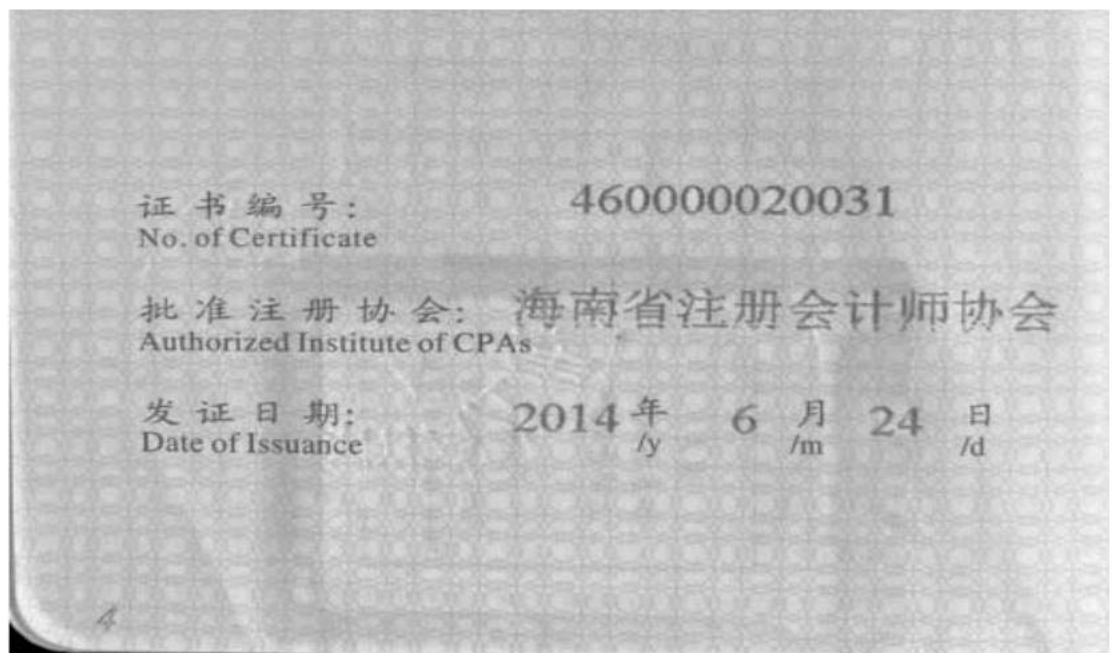 证书编号: 460000020031
No. of Certificate
批准注册协会: 海南省注册会计师协会
Authorized Institute of CPAs
发证日期: 2014 年 6 月 24 日
Date of Issuance /y /m /d
4